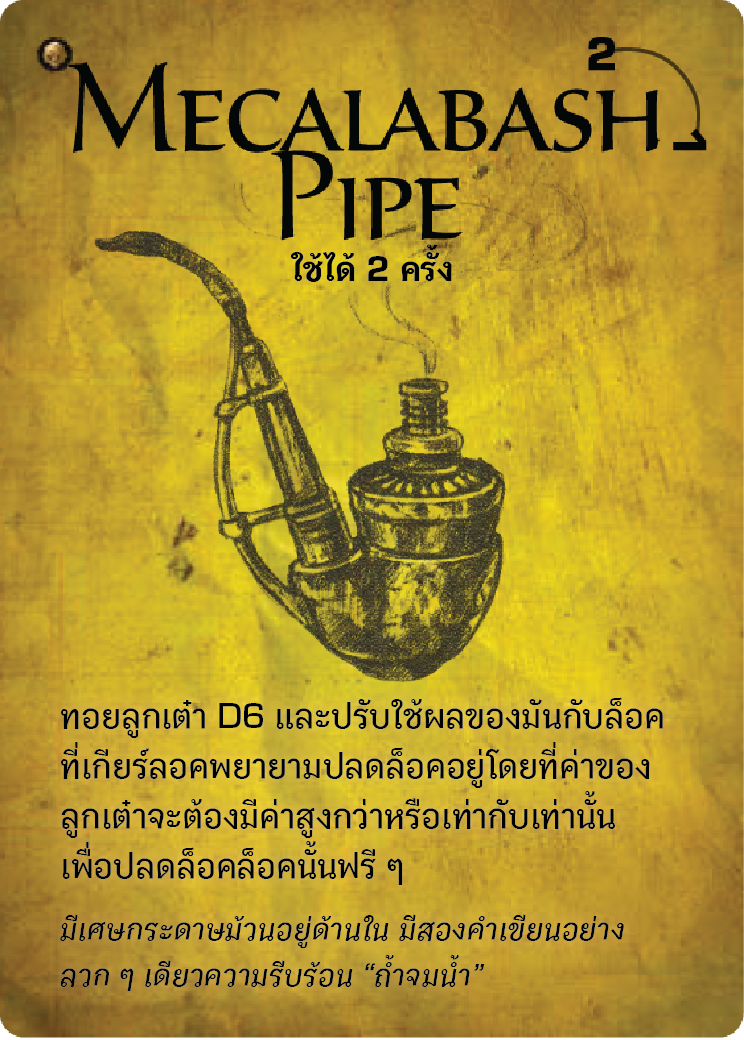 2
MECALABASH
PIPE
ใช้ได้ 2 ครั้ง
ทอยลูกเต๋า D6 และปรับใช้ผลของมันกับล็อค
ที่เกียร์ลอคพยายามปลดล็อคอยู่โดยที่ค่าของ
ลูกเต๋าจะต้องมีค่าสูงกว่าหรือเท่ากับเท่านั้น
เพื่อปลดล็อคล็อคนั้นฟรี ๆ
มีเศษกระดาษม้วนอยู่ด้านใน มีสองคำเขียนอย่าง
ลวก ๆ เดียวความรีบร้อน “ถ้ำจมน้ำ”